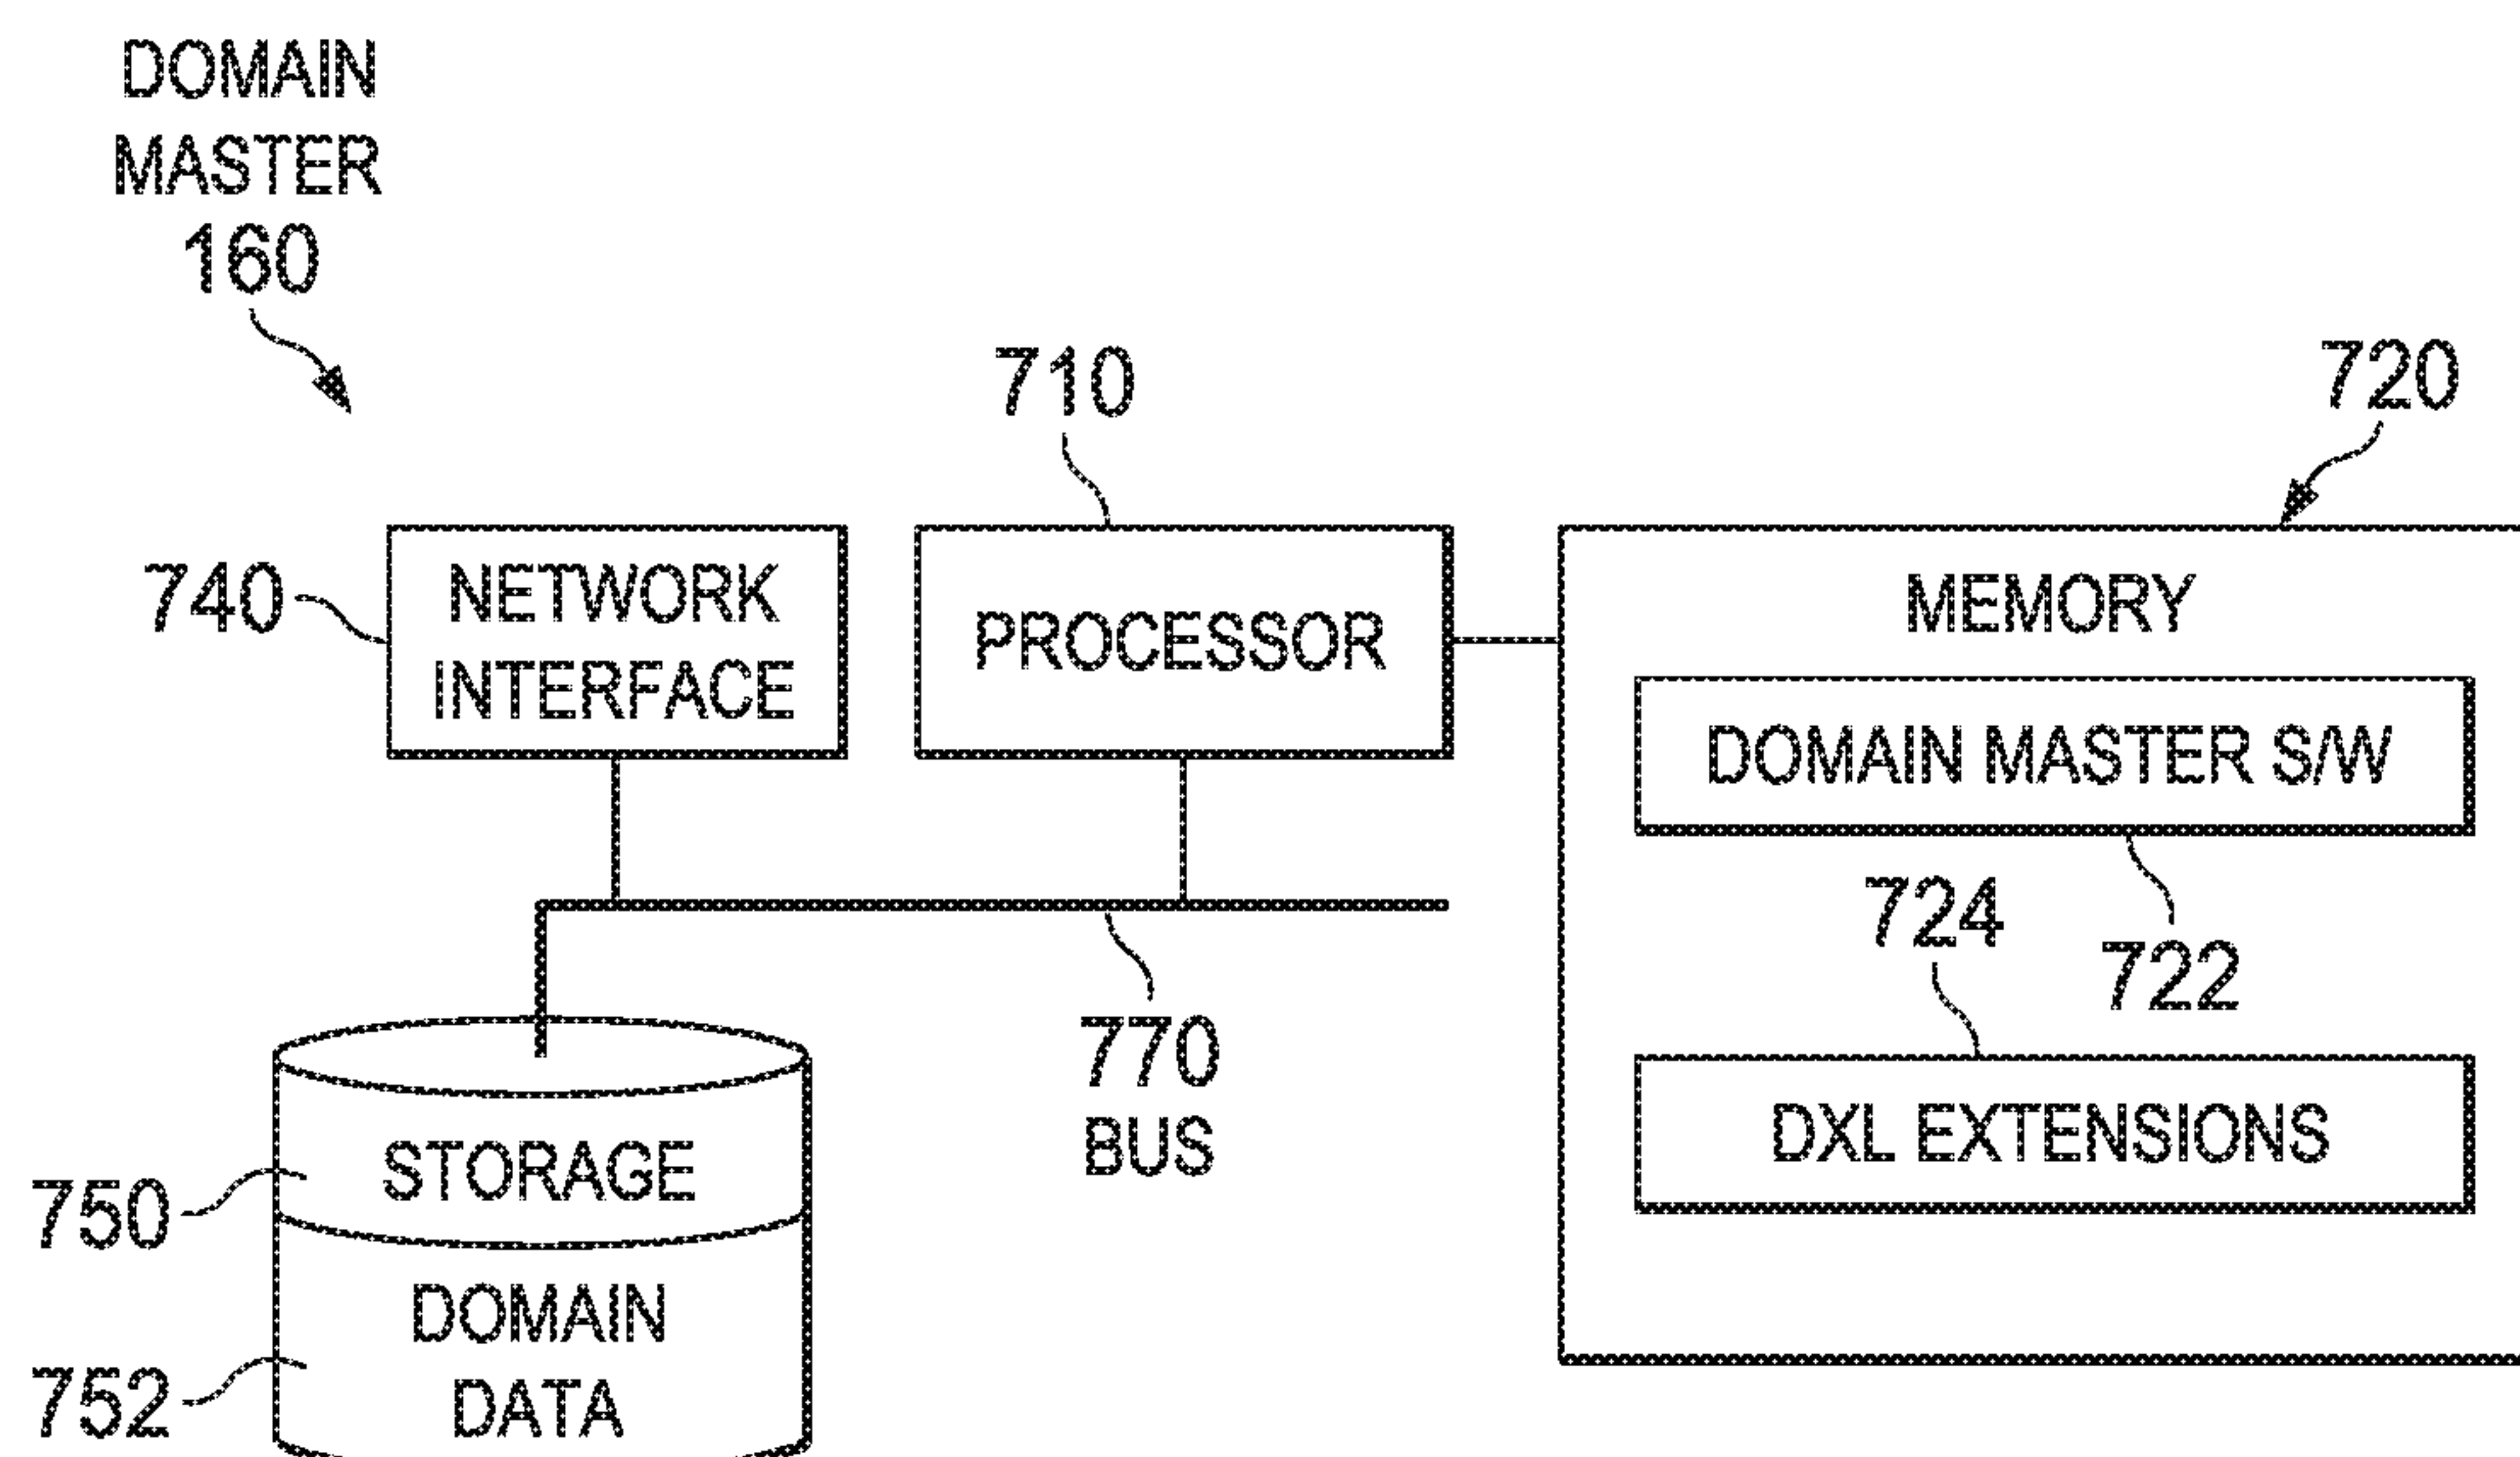 DOMAIN
MASTER
160
710
720
740
NETWORK
INTERFACE
PROCESSOR
MEMORY
DOMAIN MASTER S/W
724
722
770
BUS
DXL EXTENSIONS
750
STORAGE
DOMAIN
752
DATA